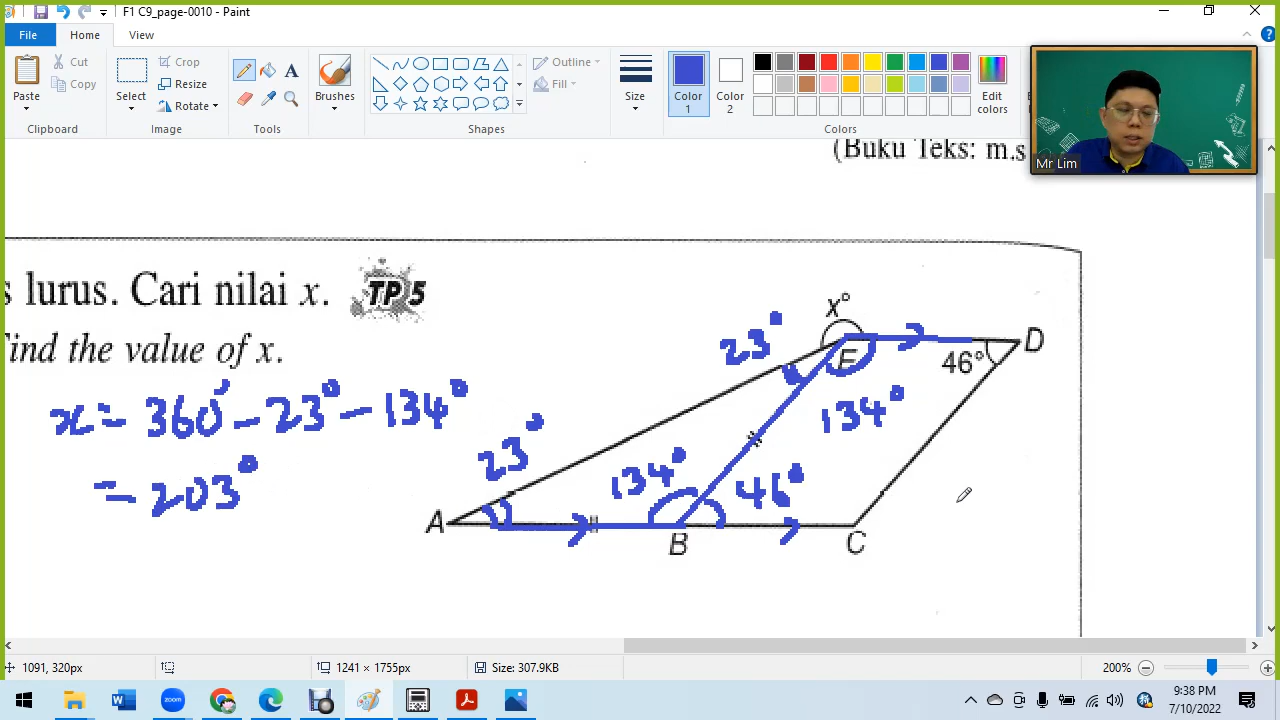 F1 C9_page-0010 - Paint
File
Home
View
Paste
Cut
Copy
Clipboard
Select
Crop
Resize
Rotate
Image
A
Tools
Brushes
Outline
Fill
Shapes
Size
Color 1
Color 2
Edit colors
Colors
Mr Lim
(Buku Teks: m.s
s lurus. Cari nilai x. TP 5
Find the value of x.
x = 360° - 23° - 134°
= 203°
x°
23°
E
D
46°
134°
23°
134°
46°
A
B
C
1091, 320px
1241 × 1755px
Size: 307.9KB
200%
zoom
9:38 PM
7/10/2022